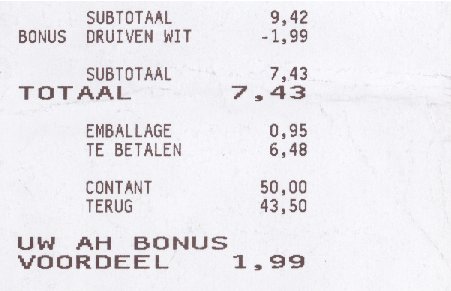 SUBTOTAAL 9,42
BONUS DRUIVEN WIT -1,99
SUBTOTAAL 7,43
TOTAAL 7,43
EMBALLAGE 0,95
TE BETALEN 6,48
CONTANT 50,00
TERUG 43,50
UW AH BONUS
VOORDEEL 1,99